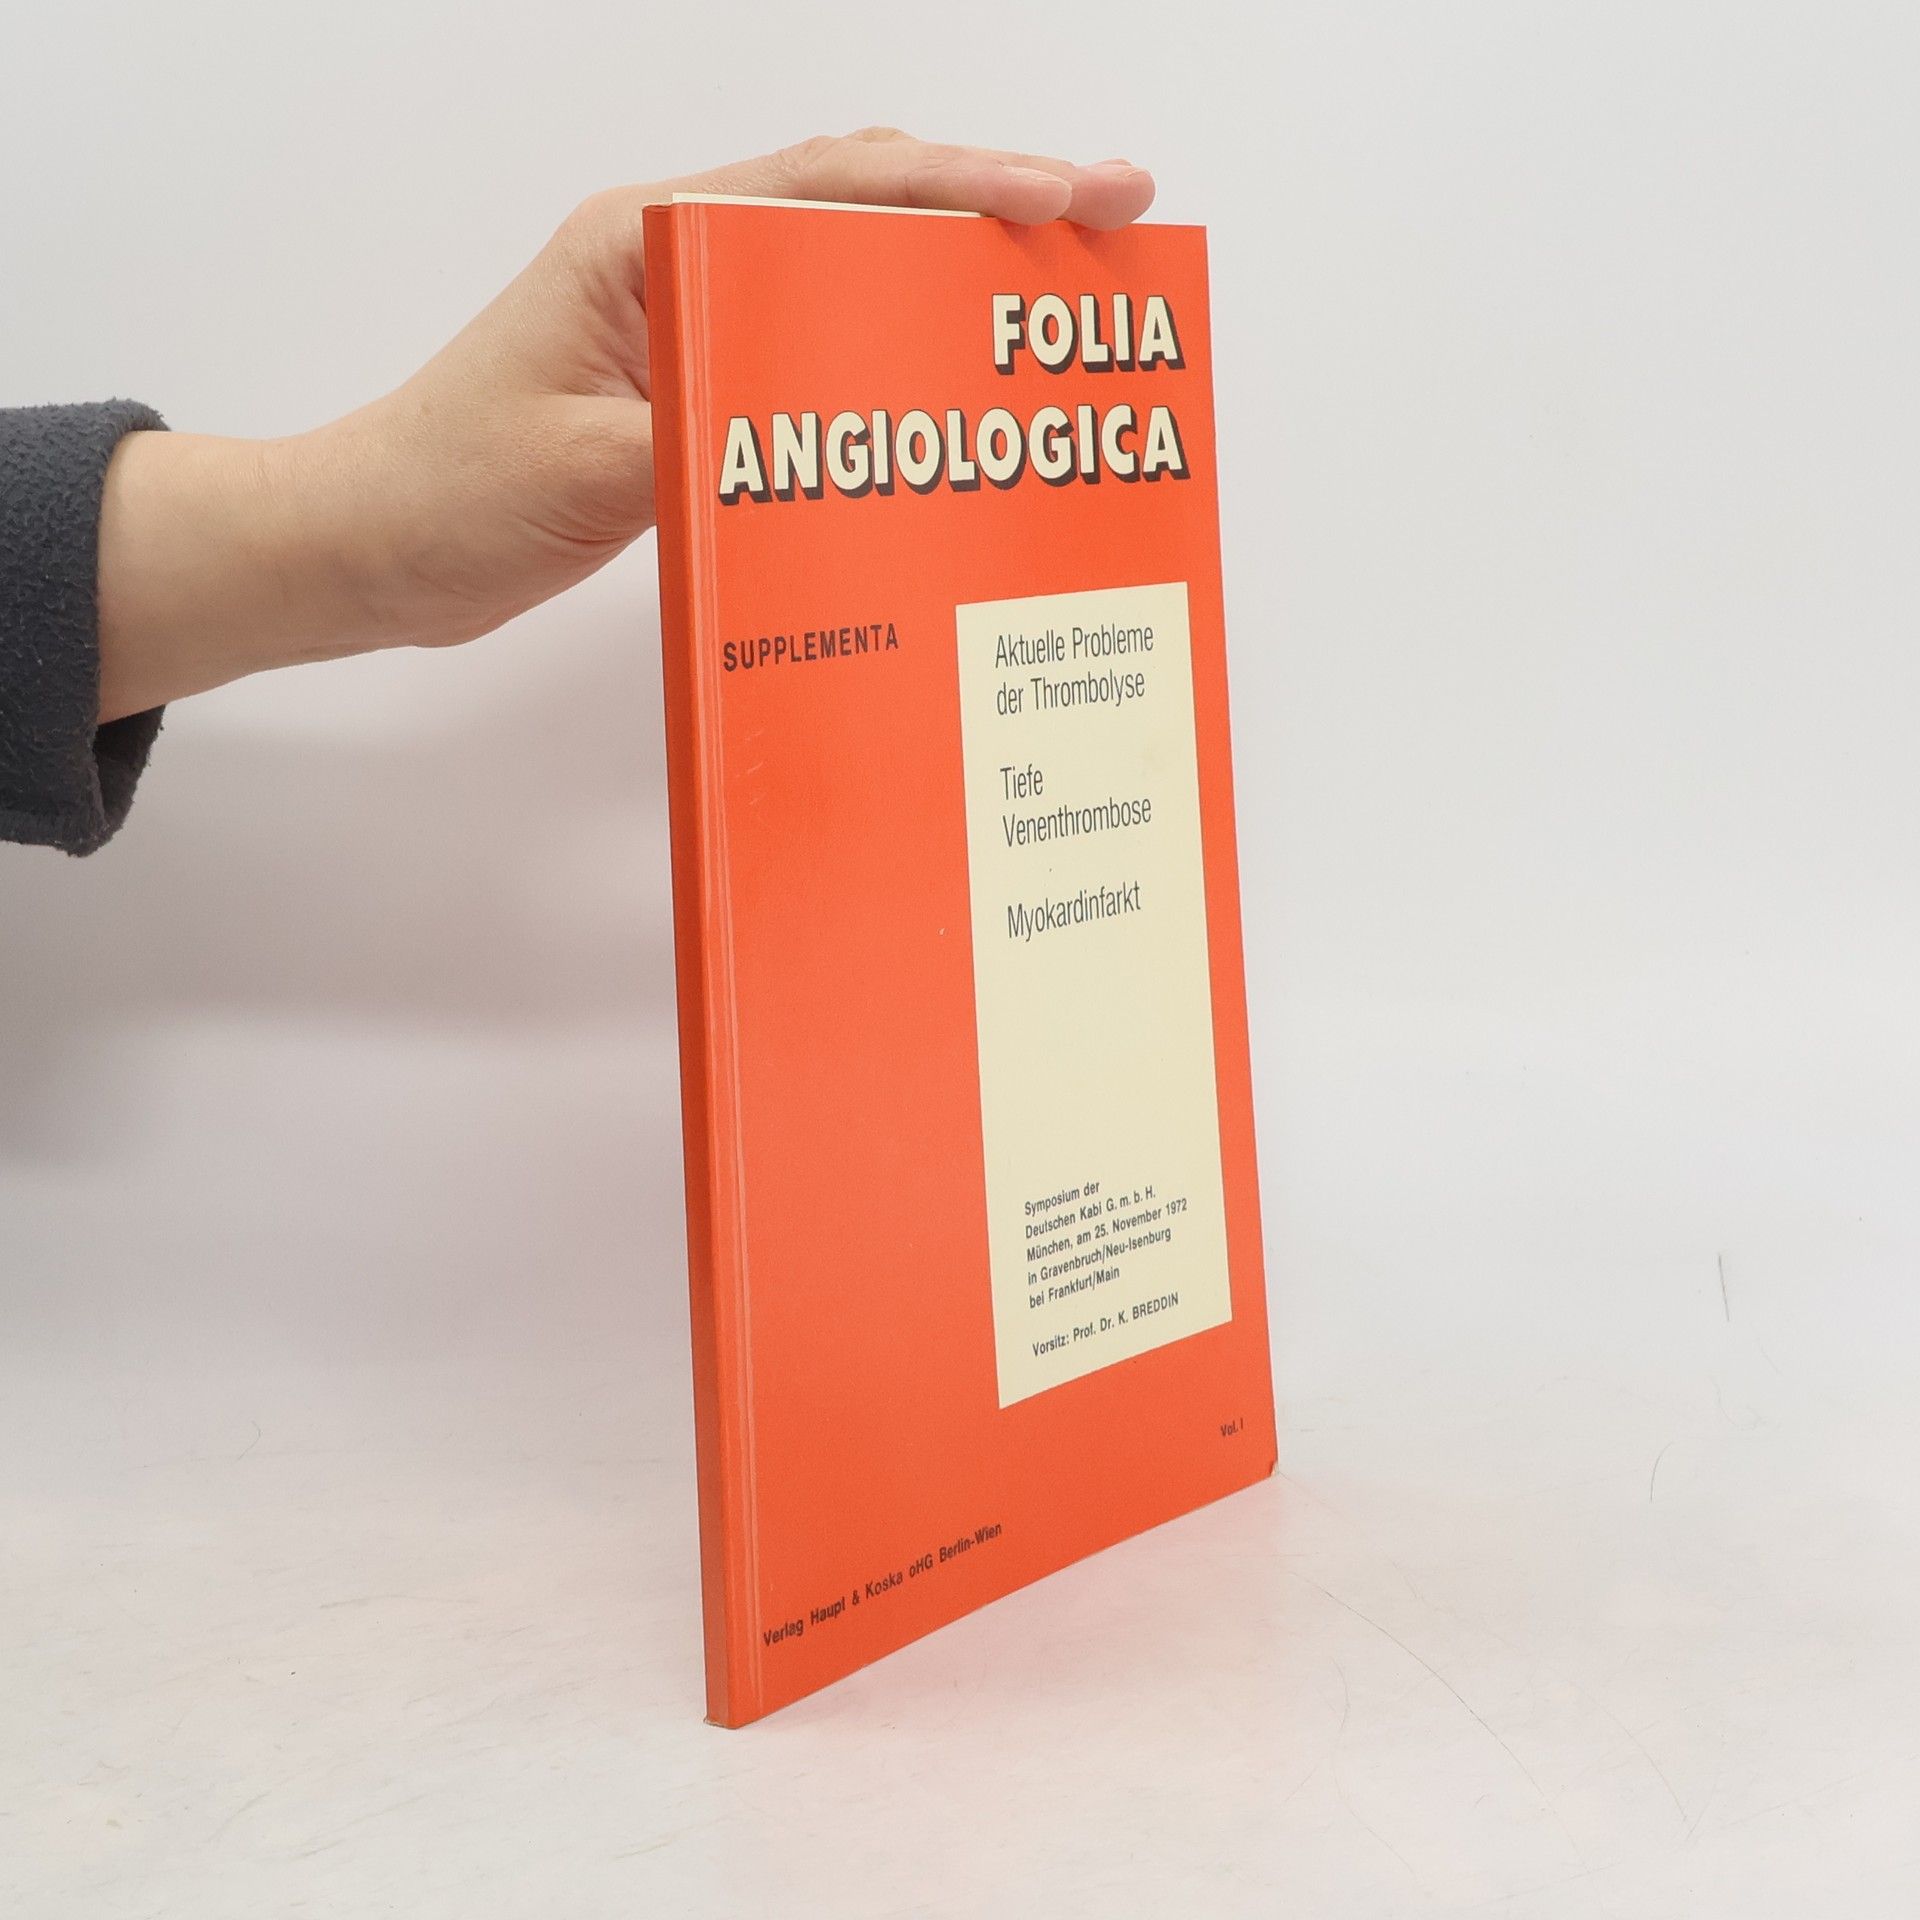 FOLIA
ANGIOLOGICA
SUPPLEMENTA
Aktuelle Probleme
der Thrombolyse
Tiefe
Venenthrombose
Myokardinfarkt
Symposium der
Deutschen Kabi G. m. b. H.
München, am 25. November 1972
in Gravenbruch/Neu-Isenburg
bei Frankfurt/Main
Vorsitz: Prof. Dr. K. BREDDIN
Vol. I
Verlag Haupl & Koska oHG Berlin-Wien